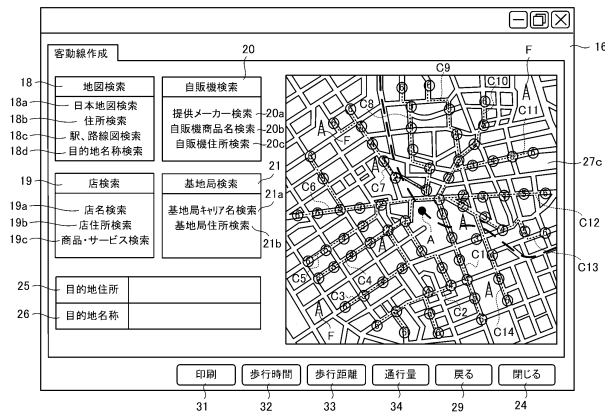 客動線作成
20
16
18
地図検索
18a 日本地図検索
18b 住所検索
18c 駅、路線図検索
18d 目的地名称検索
自販機検索
提供メーカー検索 20a
自販機商品名検索 20b
自販機住所検索 20c
19
店検索
19a 店名検索
店住所検索
19b
19c 商品・サービス検索
基地局検索
21
基地局キャリア名検索 21a
基地局住所検索
21b
25 目的地住所
26 目的地名称
C9
F
C8
C10
C11
F
27c
C7
C6
C12
A
C13
C5
C4
C1
C3
C2
C14
F
印刷
歩行時間
歩行距離
通行量
戻る
閉じる
31
32
33
34
29
24